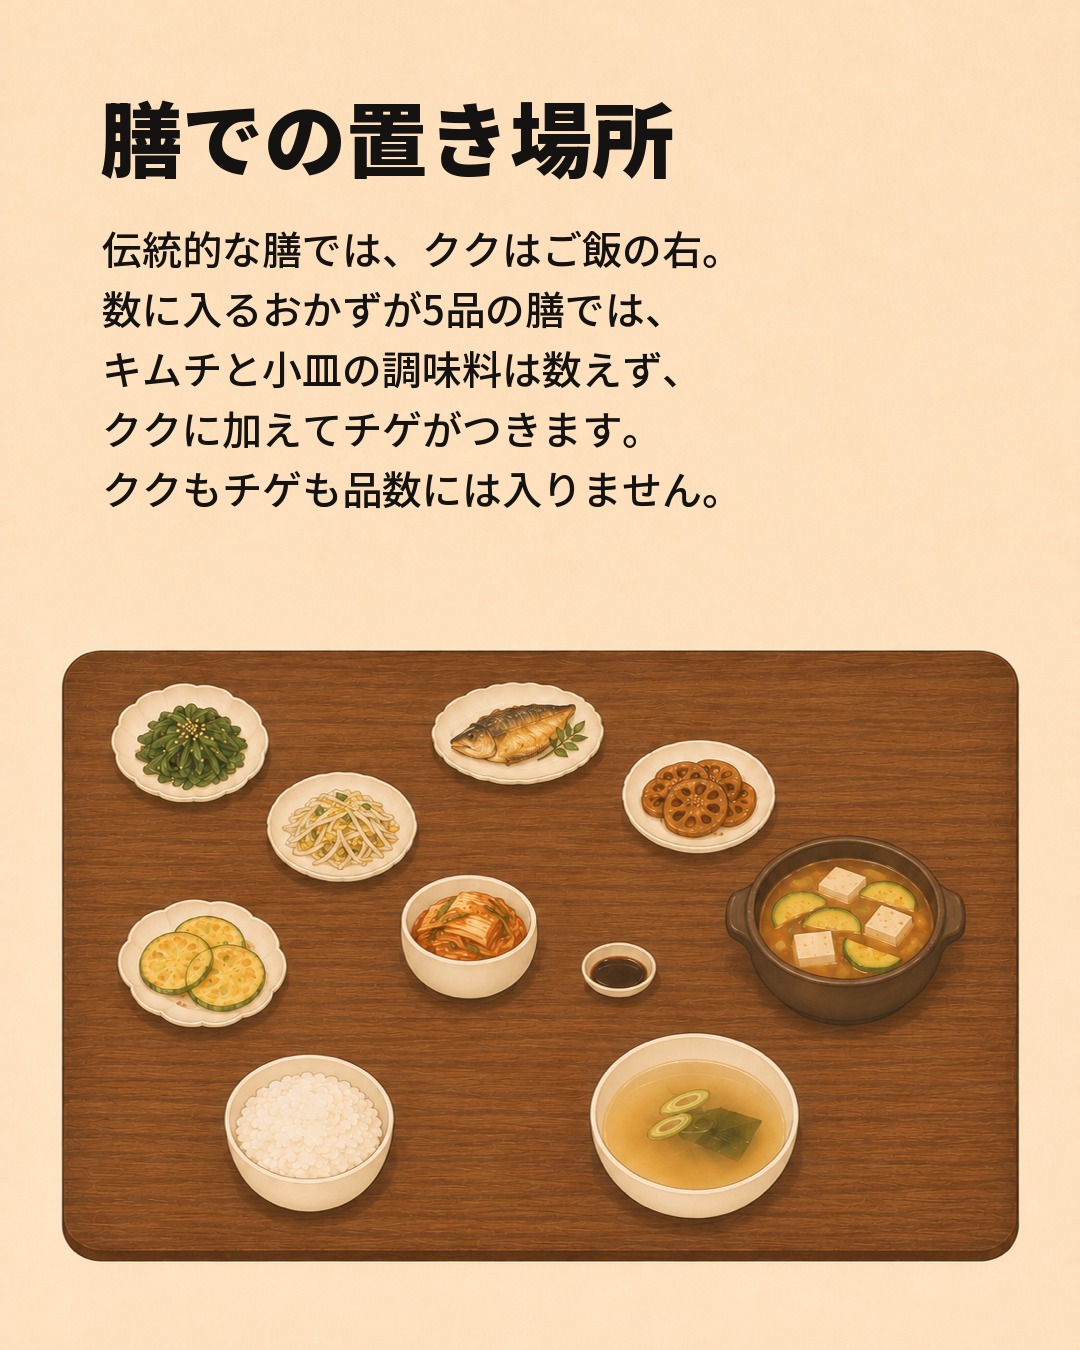 膳での置き場所
伝統的な膳では、ククはご飯の右。
数に入るおかずが5品の膳では、
キムチと小皿の調味料は数えず、
ククに加えてチゲがつきます。
ククもチゲも品数には入りません。